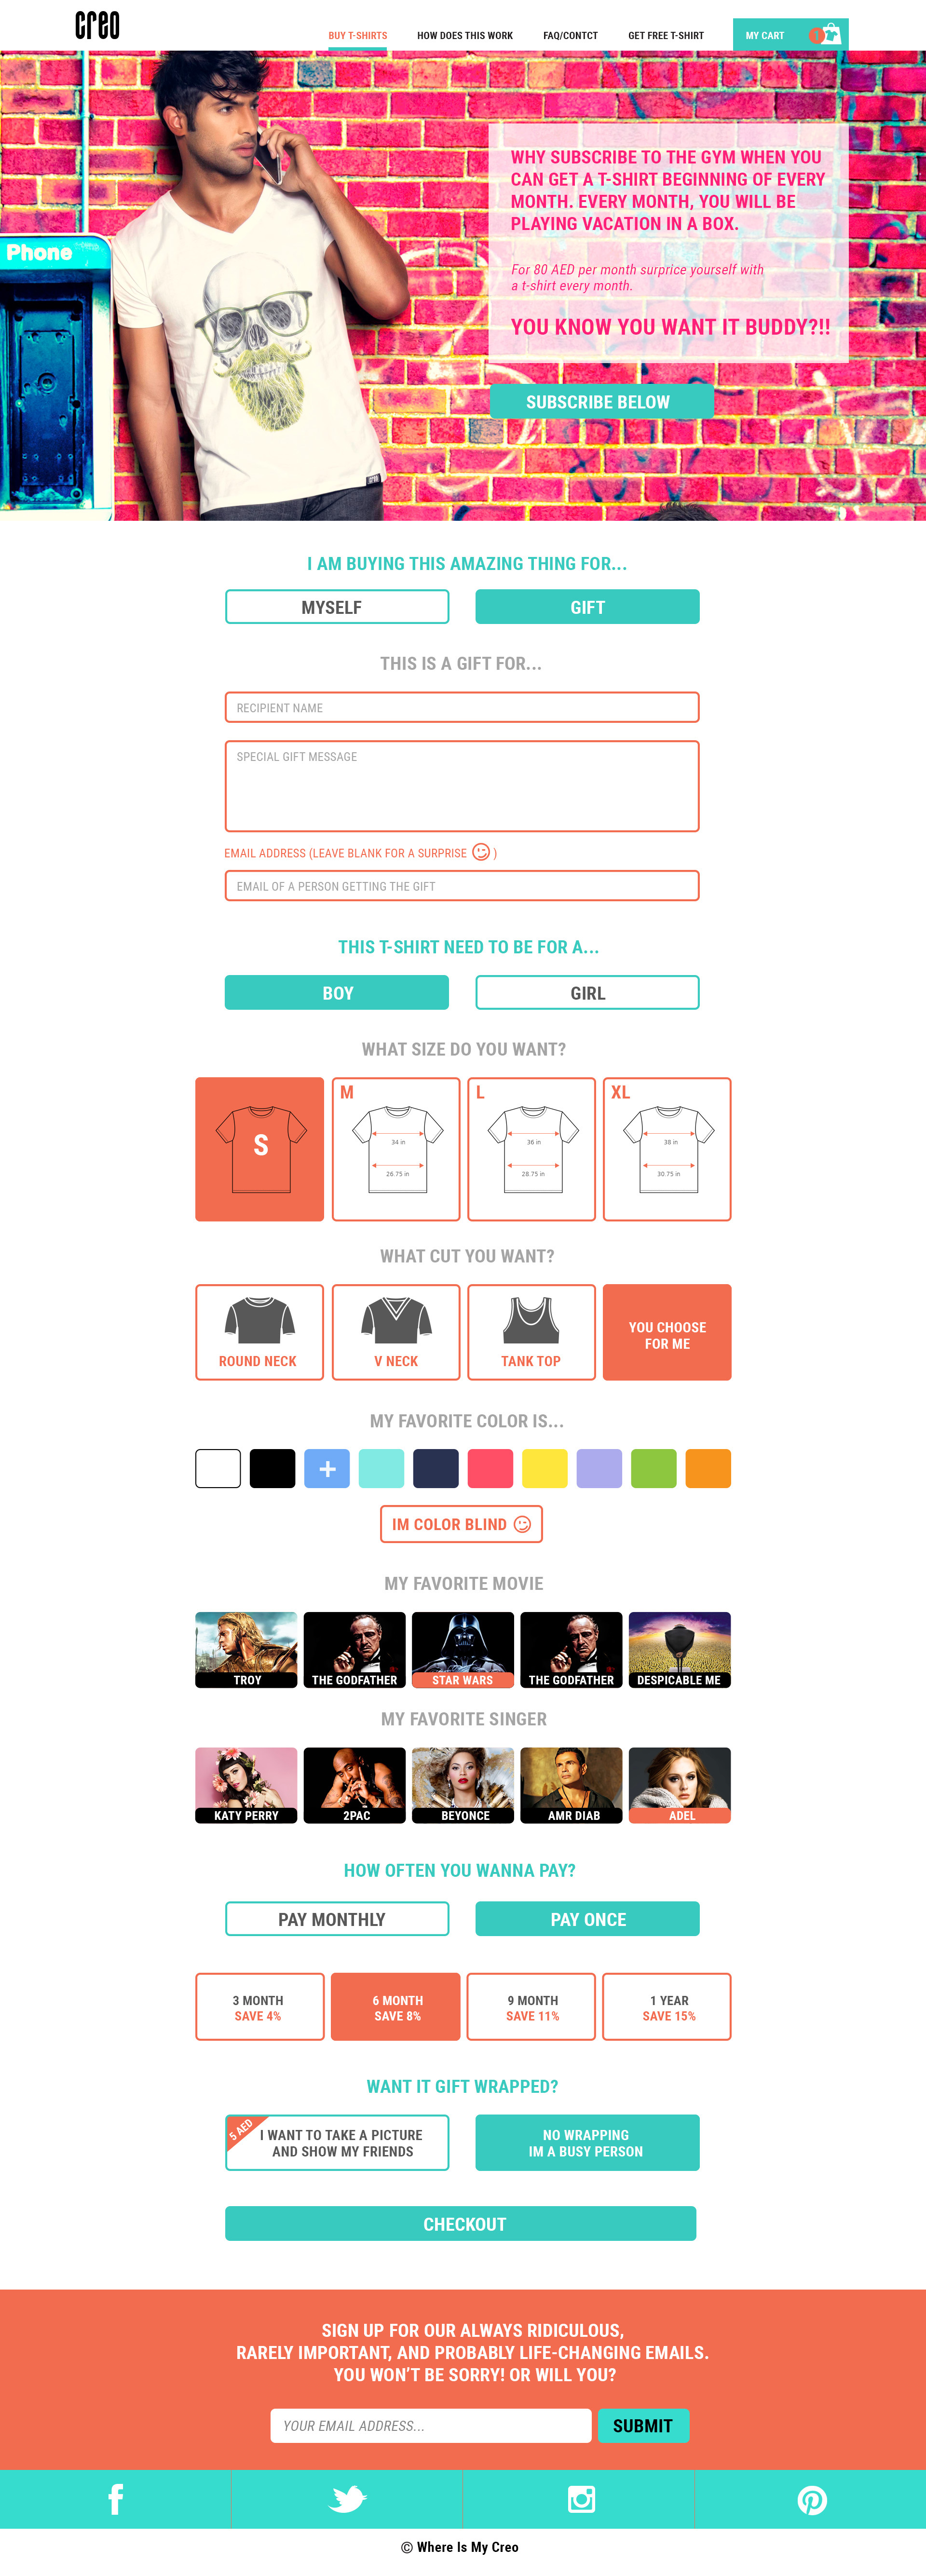 creo
BUY T-SHIRTS
HOW DOES THIS WORK
FAQ/CONTCT
GET FREE T-SHIRT
MY CART
Phone
WHY SUBSCRIBE TO THE GYM WHEN YOU
CAN GET A T-SHIRT BEGINNING OF EVERY
MONTH. EVERY MONTH, YOU WILL BE
PLAYING VACATION IN A BOX.
For 80 AED per month surprise yourself with
a t-shirt every month.
YOU KNOW YOU WANT IT BUDDY?!!
SUBSCRIBE BELOW
creo
I AM BUYING THIS AMAZING THING FOR...
MYSELF
GIFT
THIS IS A GIFT FOR...
RECIPIENT NAME
SPECIAL GIFT MESSAGE
EMAIL ADDRESS (LEAVE BLANK FOR A SURPRISE )
EMAIL OF A PERSON GETTING THE GIFT
THIS T-SHIRT NEED TO BE FOR A...
BOY
GIRL
WHAT SIZE DO YOU WANT?
S
M
34 in
26.75 in
L
36 in
28.75 in
XL
38 in
30.75 in
WHAT CUT YOU WANT?
ROUND NECK
V NECK
TANK TOP
YOU CHOOSE
FOR ME
MY FAVORITE COLOR IS...
+
IM COLOR BLIND
MY FAVORITE MOVIE
TROY
THE GODFATHER
STAR WARS
THE GODFATHER
DESPICABLE ME
MY FAVORITE SINGER
KATY PERRY
2PAC
BEYONCE
AMR DIAB
ADEL
HOW OFTEN YOU WANNA PAY?
PAY MONTHLY
PAY ONCE
3 MONTH
SAVE 4%
6 MONTH
SAVE 8%
9 MONTH
SAVE 11%
1 YEAR
SAVE 15%
WANT IT GIFT WRAPPED?
5 AED
I WANT TO TAKE A PICTURE
AND SHOW MY FRIENDS
NO WRAPPING
IM A BUSY PERSON
CHECKOUT
SIGN UP FOR OUR ALWAYS RIDICULOUS,
RARELY IMPORTANT, AND PROBABLY LIFE-CHANGING EMAILS.
YOU WON'T BE SORRY! OR WILL YOU?
YOUR EMAIL ADDRESS...
SUBMIT
© Where Is My Creo